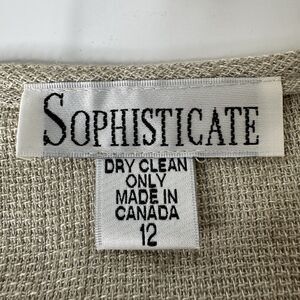 SOPHISTICATE
DRY CLEAN
ONLY
MADE IN
CANADA
12